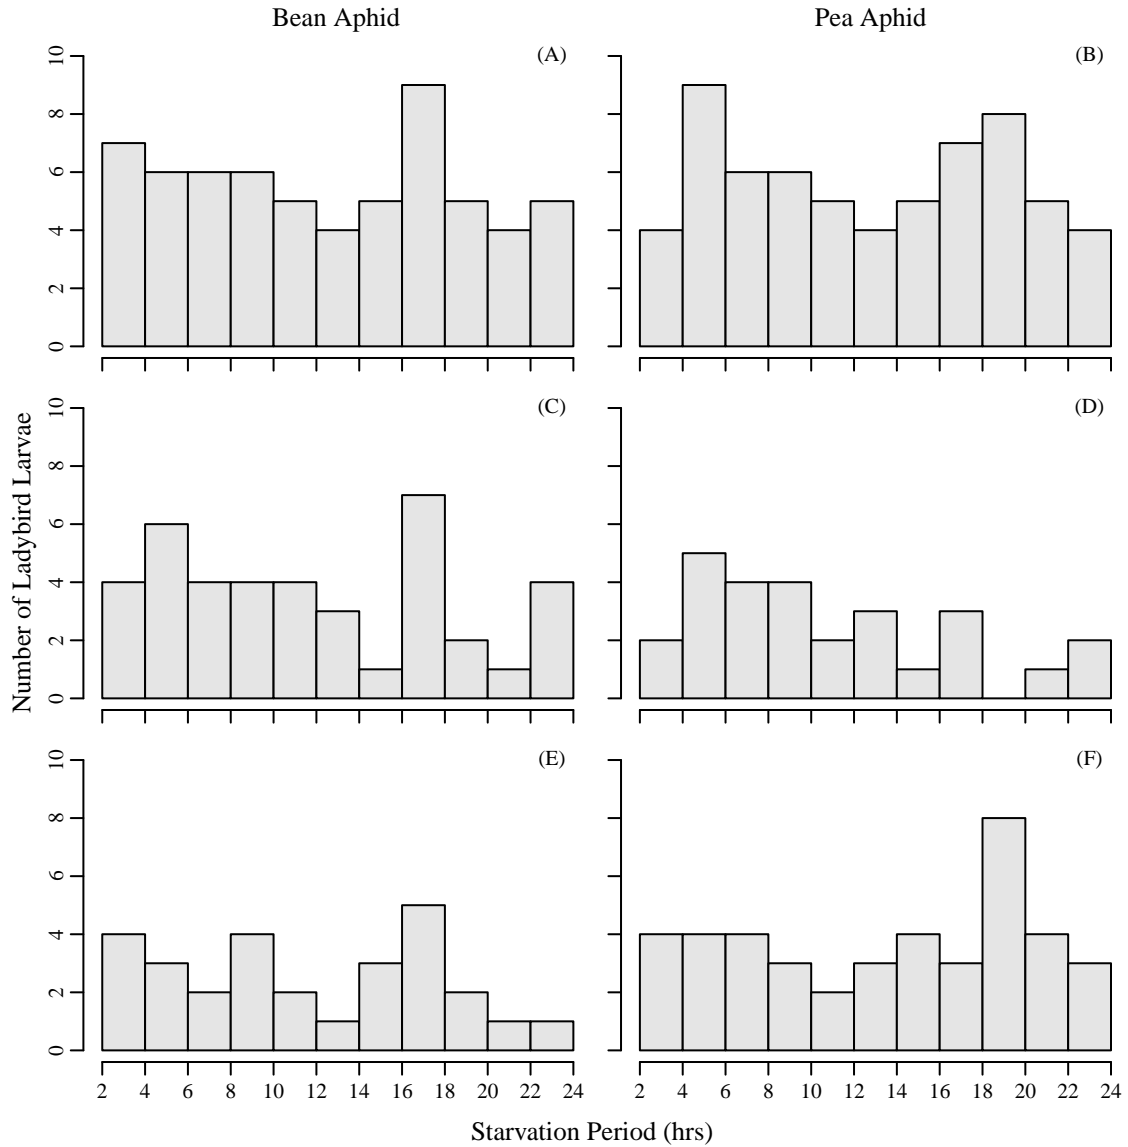 Bean Aphid
Pea Aphid
(A)
(B)
0 2 4 6 8 10
(C)
(D)
0 2 4 6 8 10
Number of Ladybird Larvae
(E)
(F)
0 2 4 6 8 10
2 4 6 8 10 12 14 16 18 20 22 24
2 4 6 8 10 12 14 16 18 20 22 24
Starvation Period (hrs)